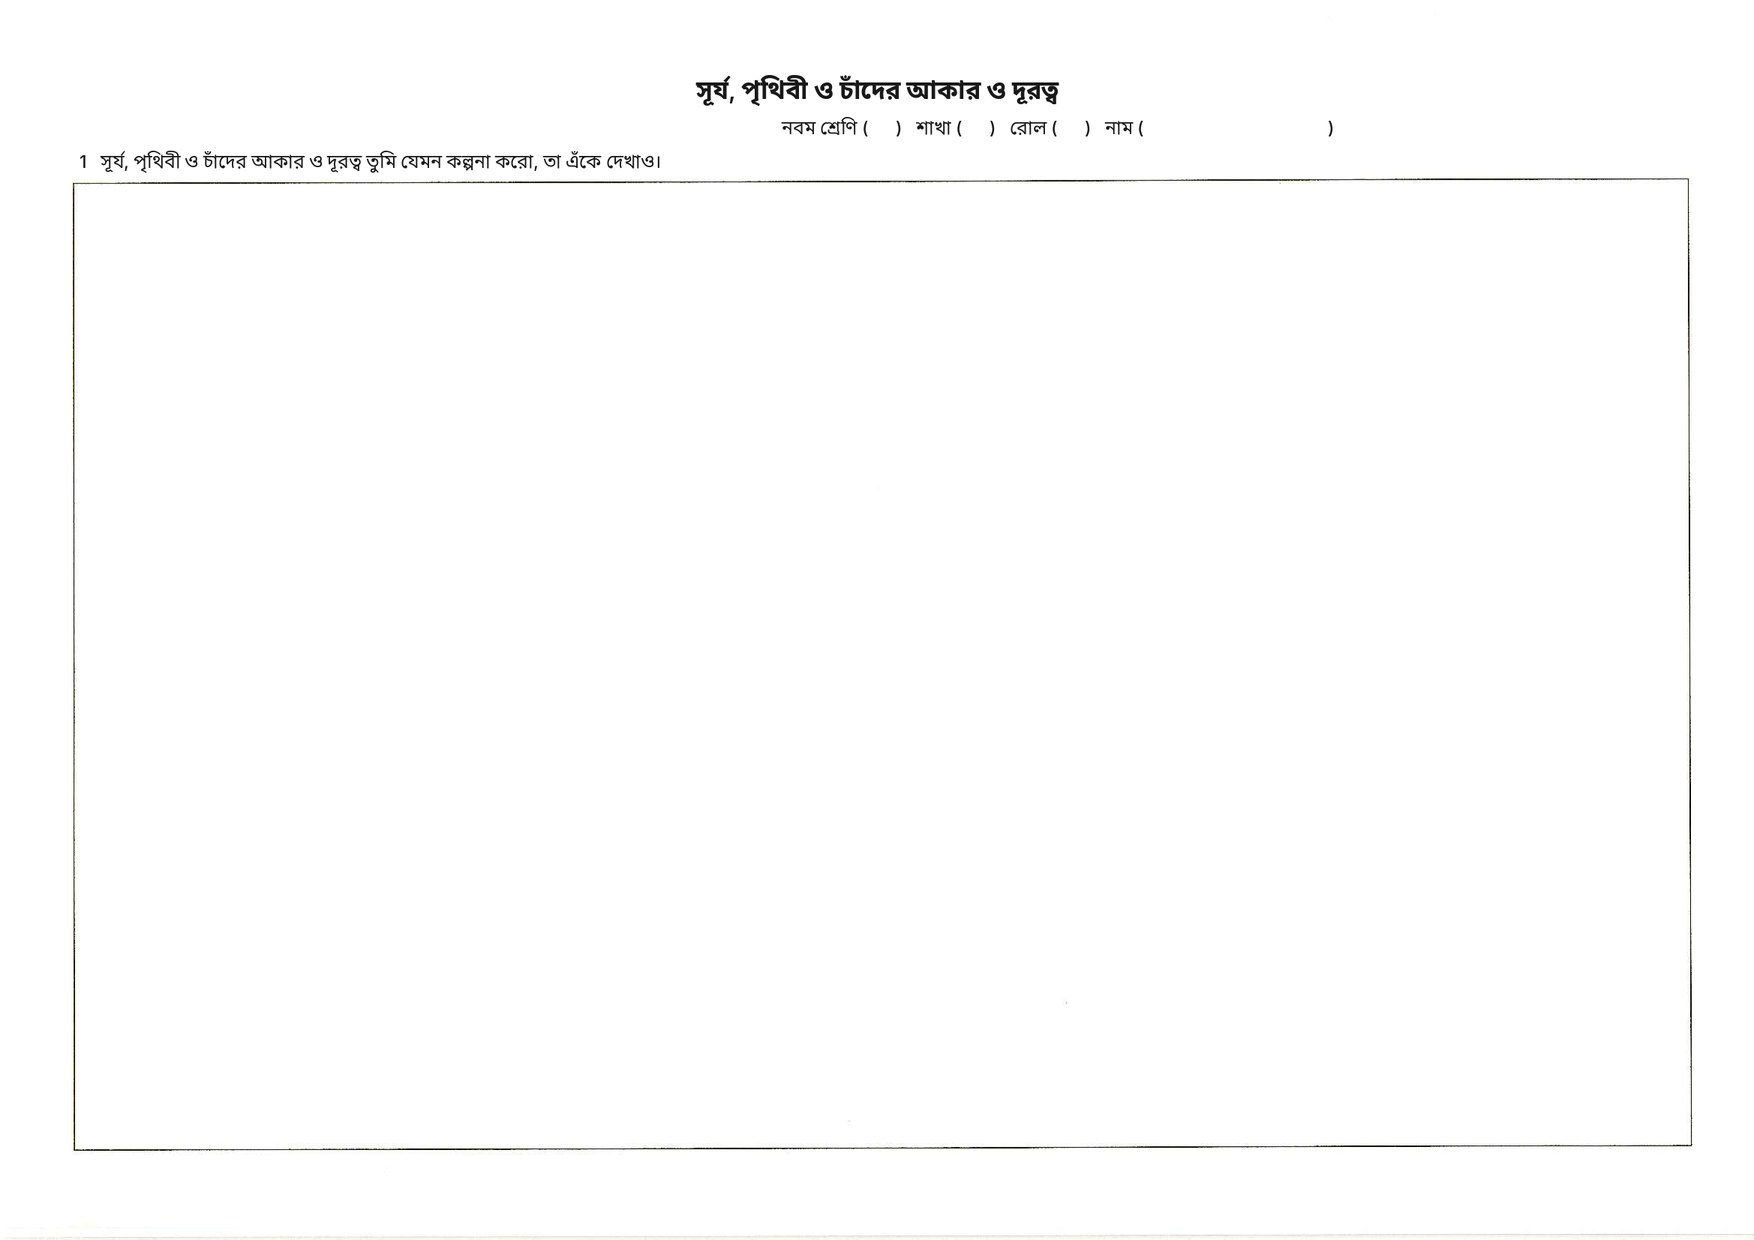 সূর্য, পৃথিবী ও চাঁদের আকার ও দূরত্ব
নবম শ্রেণি (    )  শাখা (    )  রোল (    )  নাম (                              )
1  সূর্য, পৃথিবী ও চাঁদের আকার ও দূরত্ব তুমি যেমন কল্পনা করো, তা এঁকে দেখাও।